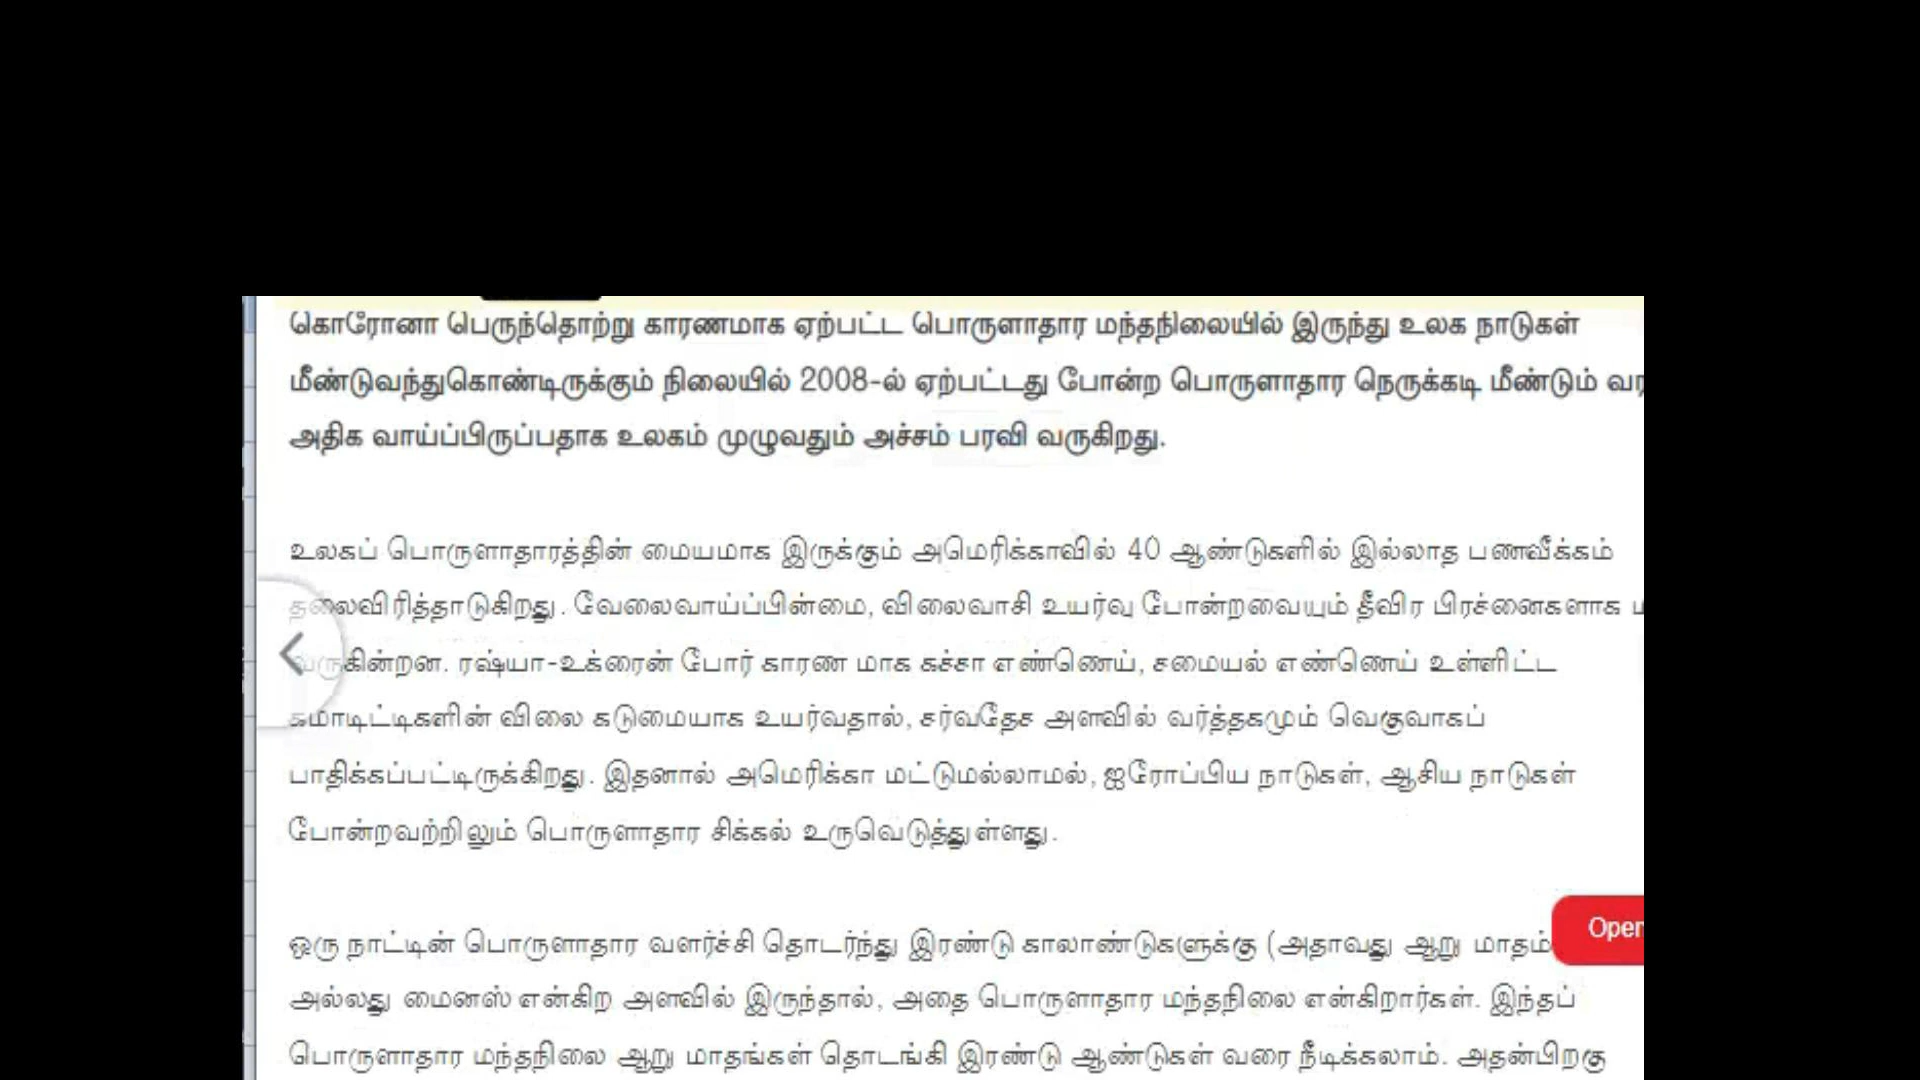 கொரோனா பெருந்தொற்று காரணமாக ஏற்பட்ட பொருளாதார மந்தநிலையில் இருந்து உலக நாடுகள்
மீண்டுவந்துகொண்டிருக்கும் நிலையில் 2008-ல் ஏற்பட்டது போன்ற பொருளாதார நெருக்கடி மீண்டும்
அதிக வாய்ப்பிருப்பதாக உலகம் முழுவதும் அச்சம் பரவி வருகிறது.
உலகப் பொருளாதாரத்தின் மையமாக இருக்கும் அமெரிக்காவில் 40 ஆண்டுகளில் இல்லாத பணவீக்கம்
தலைவிரித்தாடுகிறது. வேலைவாய்ப்பின்மை, விலைவாசி உயர்வு போன்றவையும் தீவிர பிரச்னைகளாக
வருகின்றன. ரஷ்யா-உக்ரைன் போர் காரண மாக கச்சா எண்ணெய், சமையல் எண்ணெய் உள்ளிட்ட
கமாடிட்டிகளின் விலை கடுமையாக உயர்வதால், சர்வதேச அளவில் வர்த்தகமும் வெகுவாகப்
பாதிக்கப்பட்டிருக்கிறது. இதனால் அமெரிக்கா மட்டுமல்லாமல், ஐரோப்பிய நாடுகள், ஆசிய நாடுகள்
போன்றவற்றிலும் பொருளாதார சிக்கல் உருவெடுத்துள்ளது.
ஒரு நாட்டின் பொருளாதார வளர்ச்சி தொடர்ந்து இரண்டு காலாண்டுகளுக்கு (அதாவது ஆறு மாதம்
Open
அல்லது மைனஸ் என்கிற அளவில் இருந்தால், அதை பொருளாதார மந்தநிலை என்கிறார்கள். இந்தப்
பொருளாதார மந்தநிலை ஆறு மாதங்கள் தொடங்கி இரண்டு ஆண்டுகள் வரை நீடிக்கலாம். அதன்பிறகு